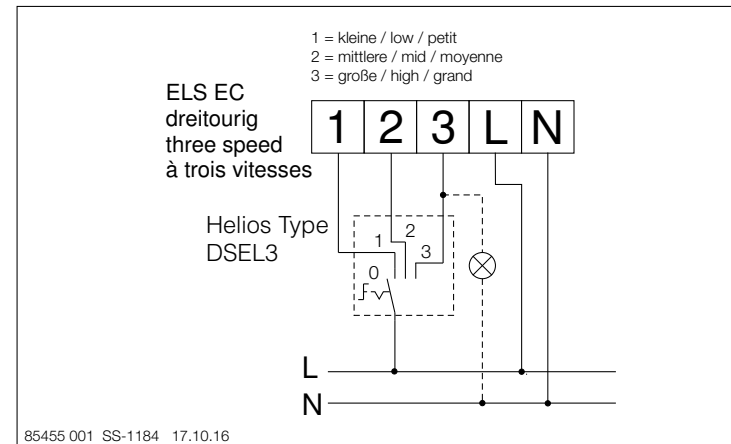 1 = kleine / low / petit
2 = mittlere / mid / moyenne
3 = große / high / grand
ELS EC
dreitourig
three speed
à trois vitesses
1 2 3 L N
Helios Type
DSEL3
1
2
3
0
L
N
85455 001 SS-1184 17.10.16